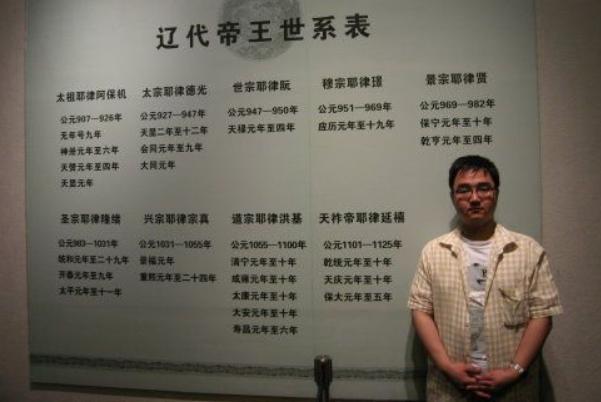 辽代帝王世系表
太祖耶律阿保机
公元907—926年
无年号九年
神册元年至六年
天赞元年至四年
天显元年
太宗耶律德光
公元927—947年
天显二年至十二年
会同元年至九年
大同元年
世宗耶律阮
公元947—950年
天禄元年至四年
穆宗耶律璟
公元951—969年
应历元年至十九年
景宗耶律贤
公元969—982年
保宁元年至十年
乾亨元年至四年
圣宗耶律隆绪
公元983—1031年
统和元年至二十九年
开泰元年至九年
太平元年至十一年
兴宗耶律宗真
公元1031—1055年
景福元年
重熙元年至二十四年
道宗耶律洪基
公元1055—1100年
清宁元年至十年
咸雍元年至十年
太康元年至十年
大安元年至十年
寿昌元年至六年
天祚帝耶律延禧
公元1101—1125年
乾统元年至十年
天庆元年至十年
保大元年至五年